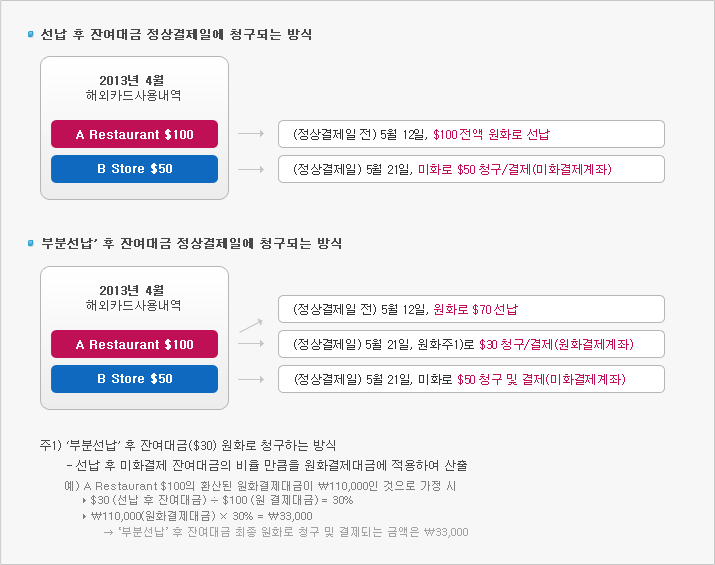 선납 후 잔여대금 정상결제일에 청구되는 방식
2013년 4월
해외카드사용내역
A Restaurant $100
(정상결제일 전) 5월 12일, $100전액 원화로 선납
B Store $50
(정상결제일) 5월 21일, 미화로 $50 청구/결제(미화결제계좌)
부분선납’ 후 잔여대금 정상결제일에 청구되는 방식
2013년 4월
해외카드사용내역
(정상결제일 전) 5월 12일, 원화로 $70 선납
A Restaurant $100
(정상결제일) 5월 21일, 원화주1)로 $30 청구/결제(원화결제계좌)
B Store $50
(정상결제일) 5월 21일, 미화로 $50 청구 및 결제(미화결제계좌)
주1) ‘부분선납’ 후 잔여대금($30) 원화로 청구하는 방식
- 선납 후 미화결제 잔여대금의 비율 만큼을 원화결제대금에 적용하여 산출
예) A Restaurant $100의 환산된 원화결제대금이 ₩110,000인 것으로 가정 시
▸ $30 (선납 후 잔여대금) ÷ $100 (원 결제대금) = 30%
▸ ₩110,000(원화결제대금) × 30% = ₩33,000
→ ‘부분선납’ 후 잔여대금 최종 원화로 청구 및 결제되는 금액은 ₩33,000